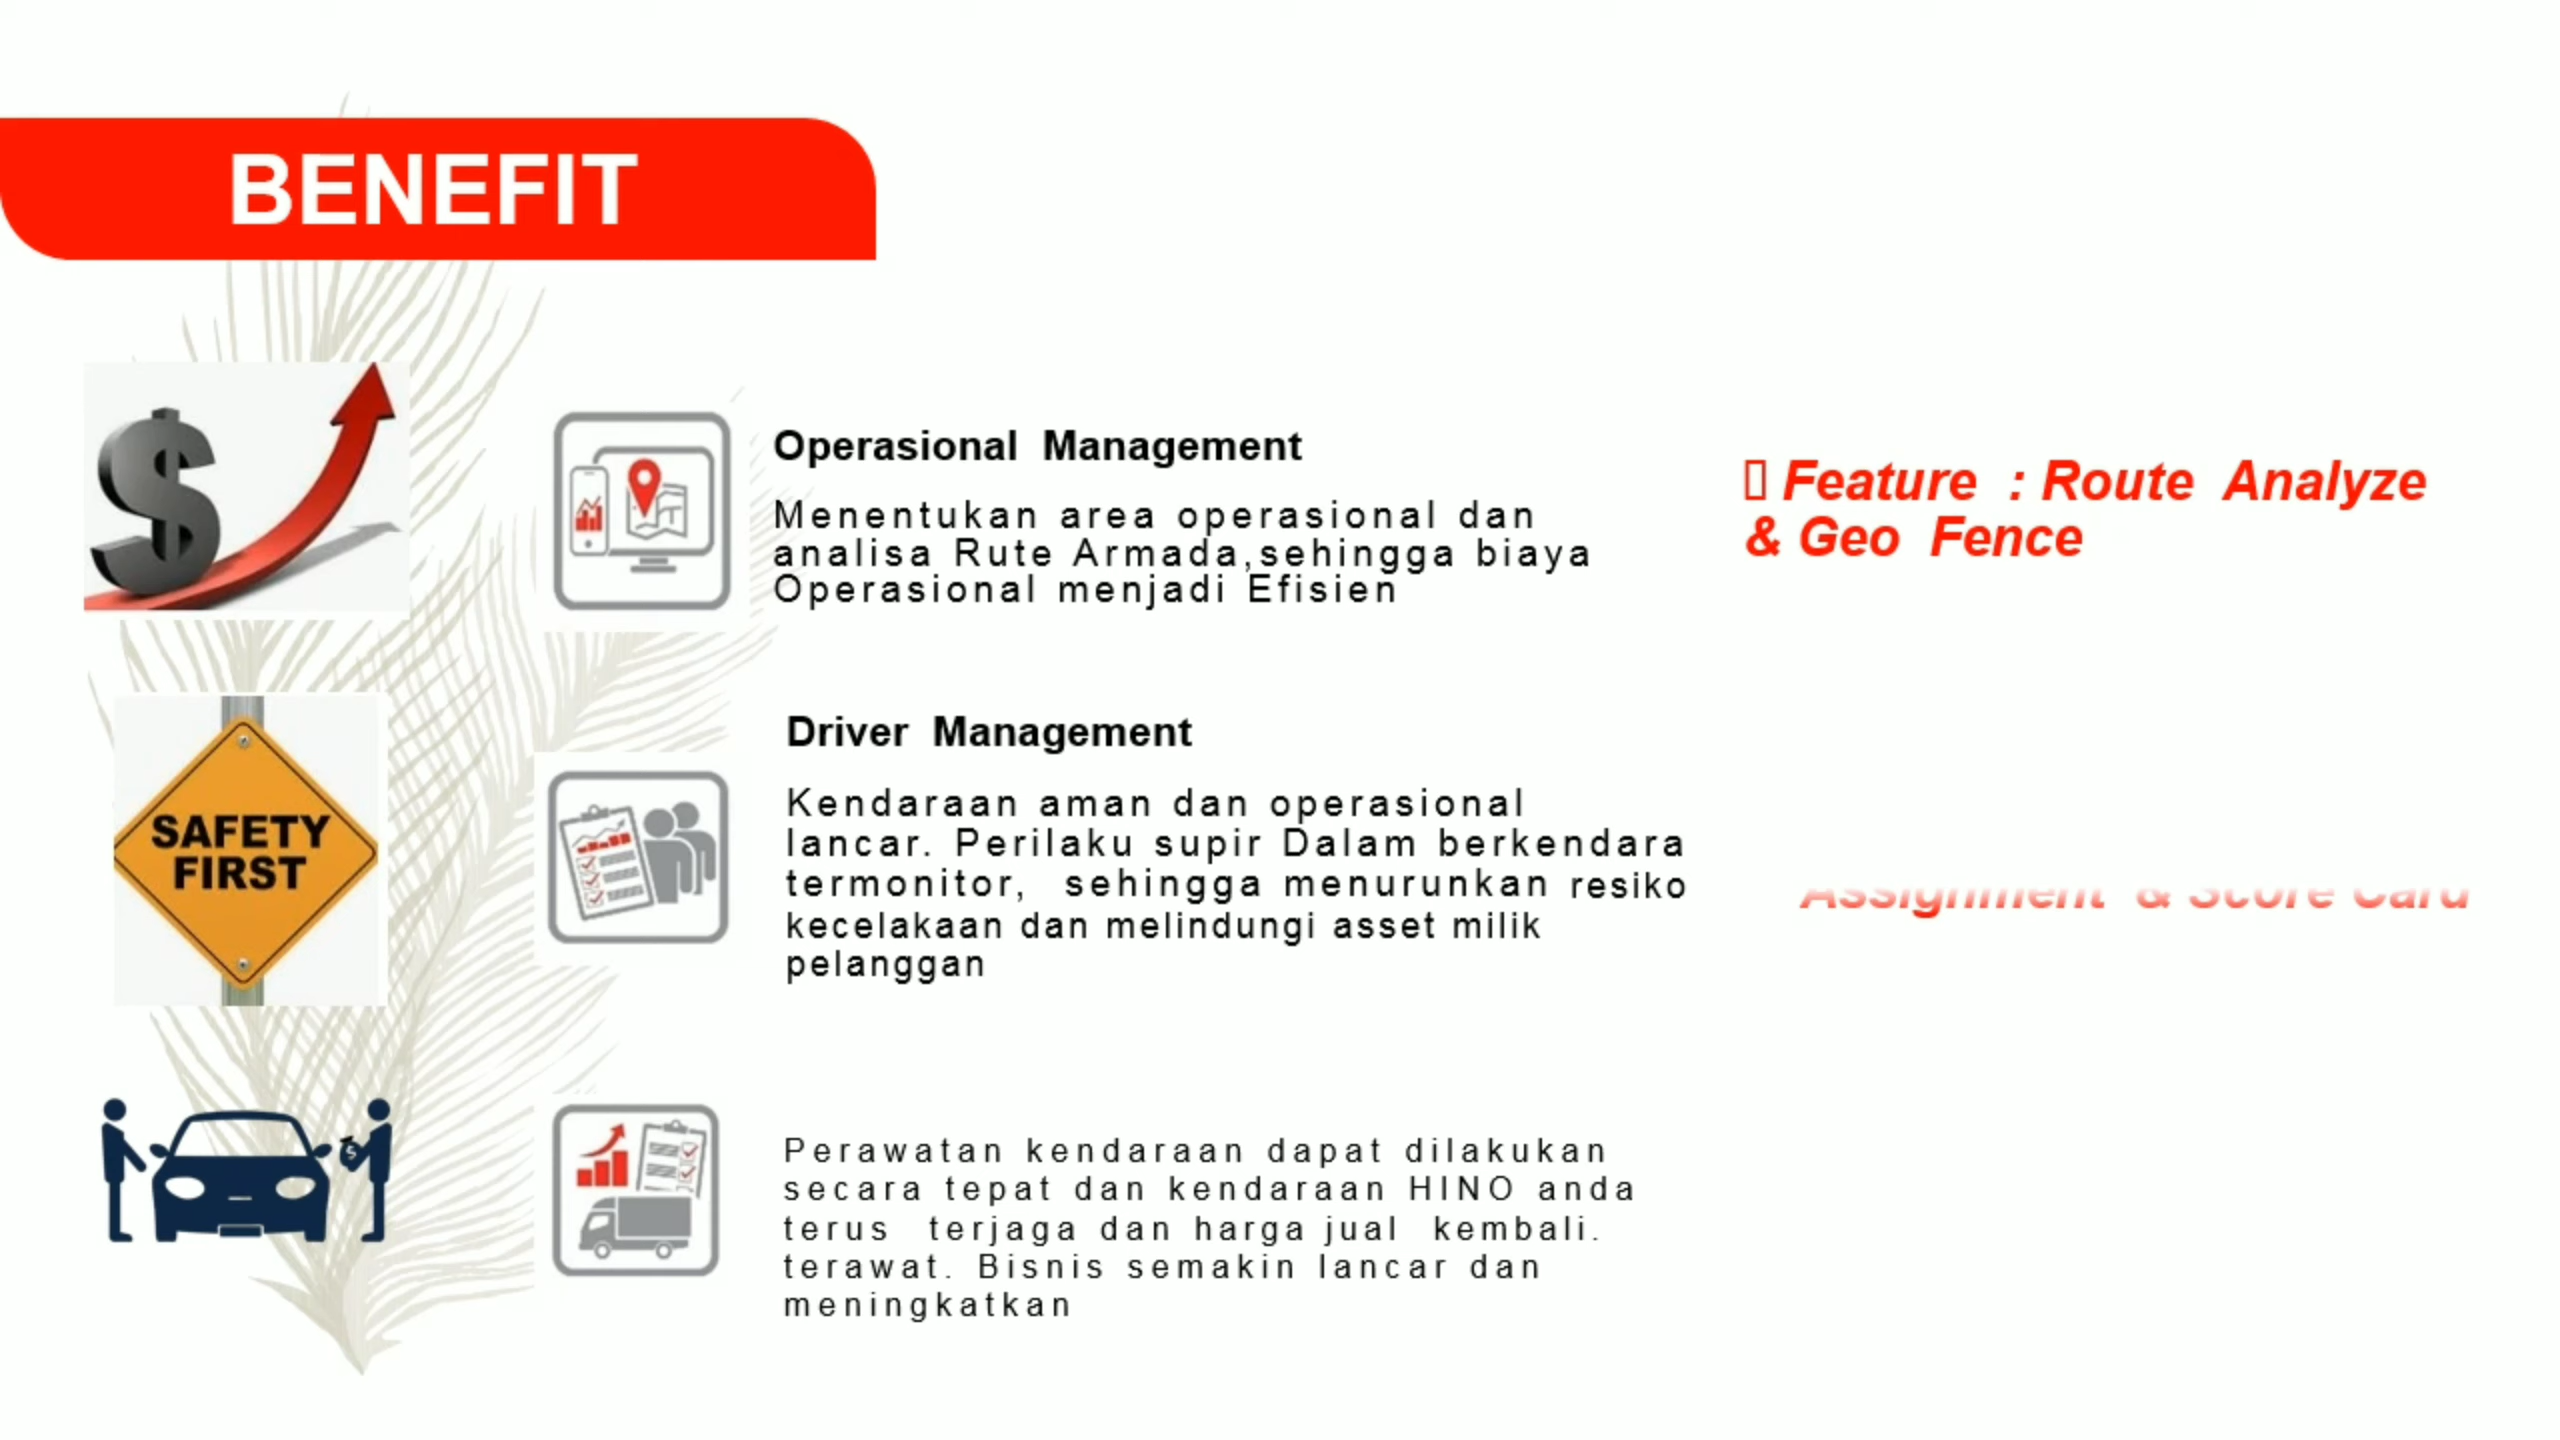 BENEFIT
Operasional Management
Menentukan area operasional dan
analisa Rute Armada,sehingga biaya
Operasional menjadi Efisien
Feature : Route Analyze
& Geo Fence
SAFETY
FIRST
Driver Management
Kendaraan aman dan operasional
lancar. Perilaku supir Dalam berkendara
termonitor, sehingga menurunkan resiko
kecelakaan dan melindungi asset milik
pelanggan
Assignment & Score Card
Perawatan kendaraan dapat dilakukan
secara tepat dan kendaraan HINO anda
terus terjaga dan harga jual kembali.
terawat. Bisnis semakin lancar dan
meningkatkan